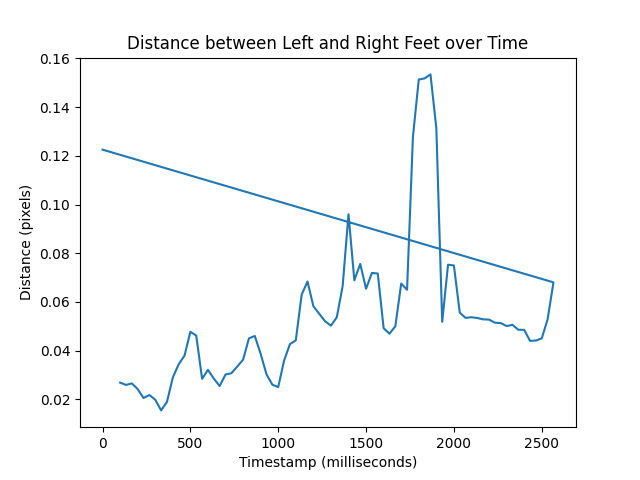 Distance between Left and Right Feet over Time
0.16
0.14
0.12
0.10
0.08
0.06
0.04
0.02
Distance (pixels)
0 500 1000 1500 2000 2500
Timestamp (milliseconds)